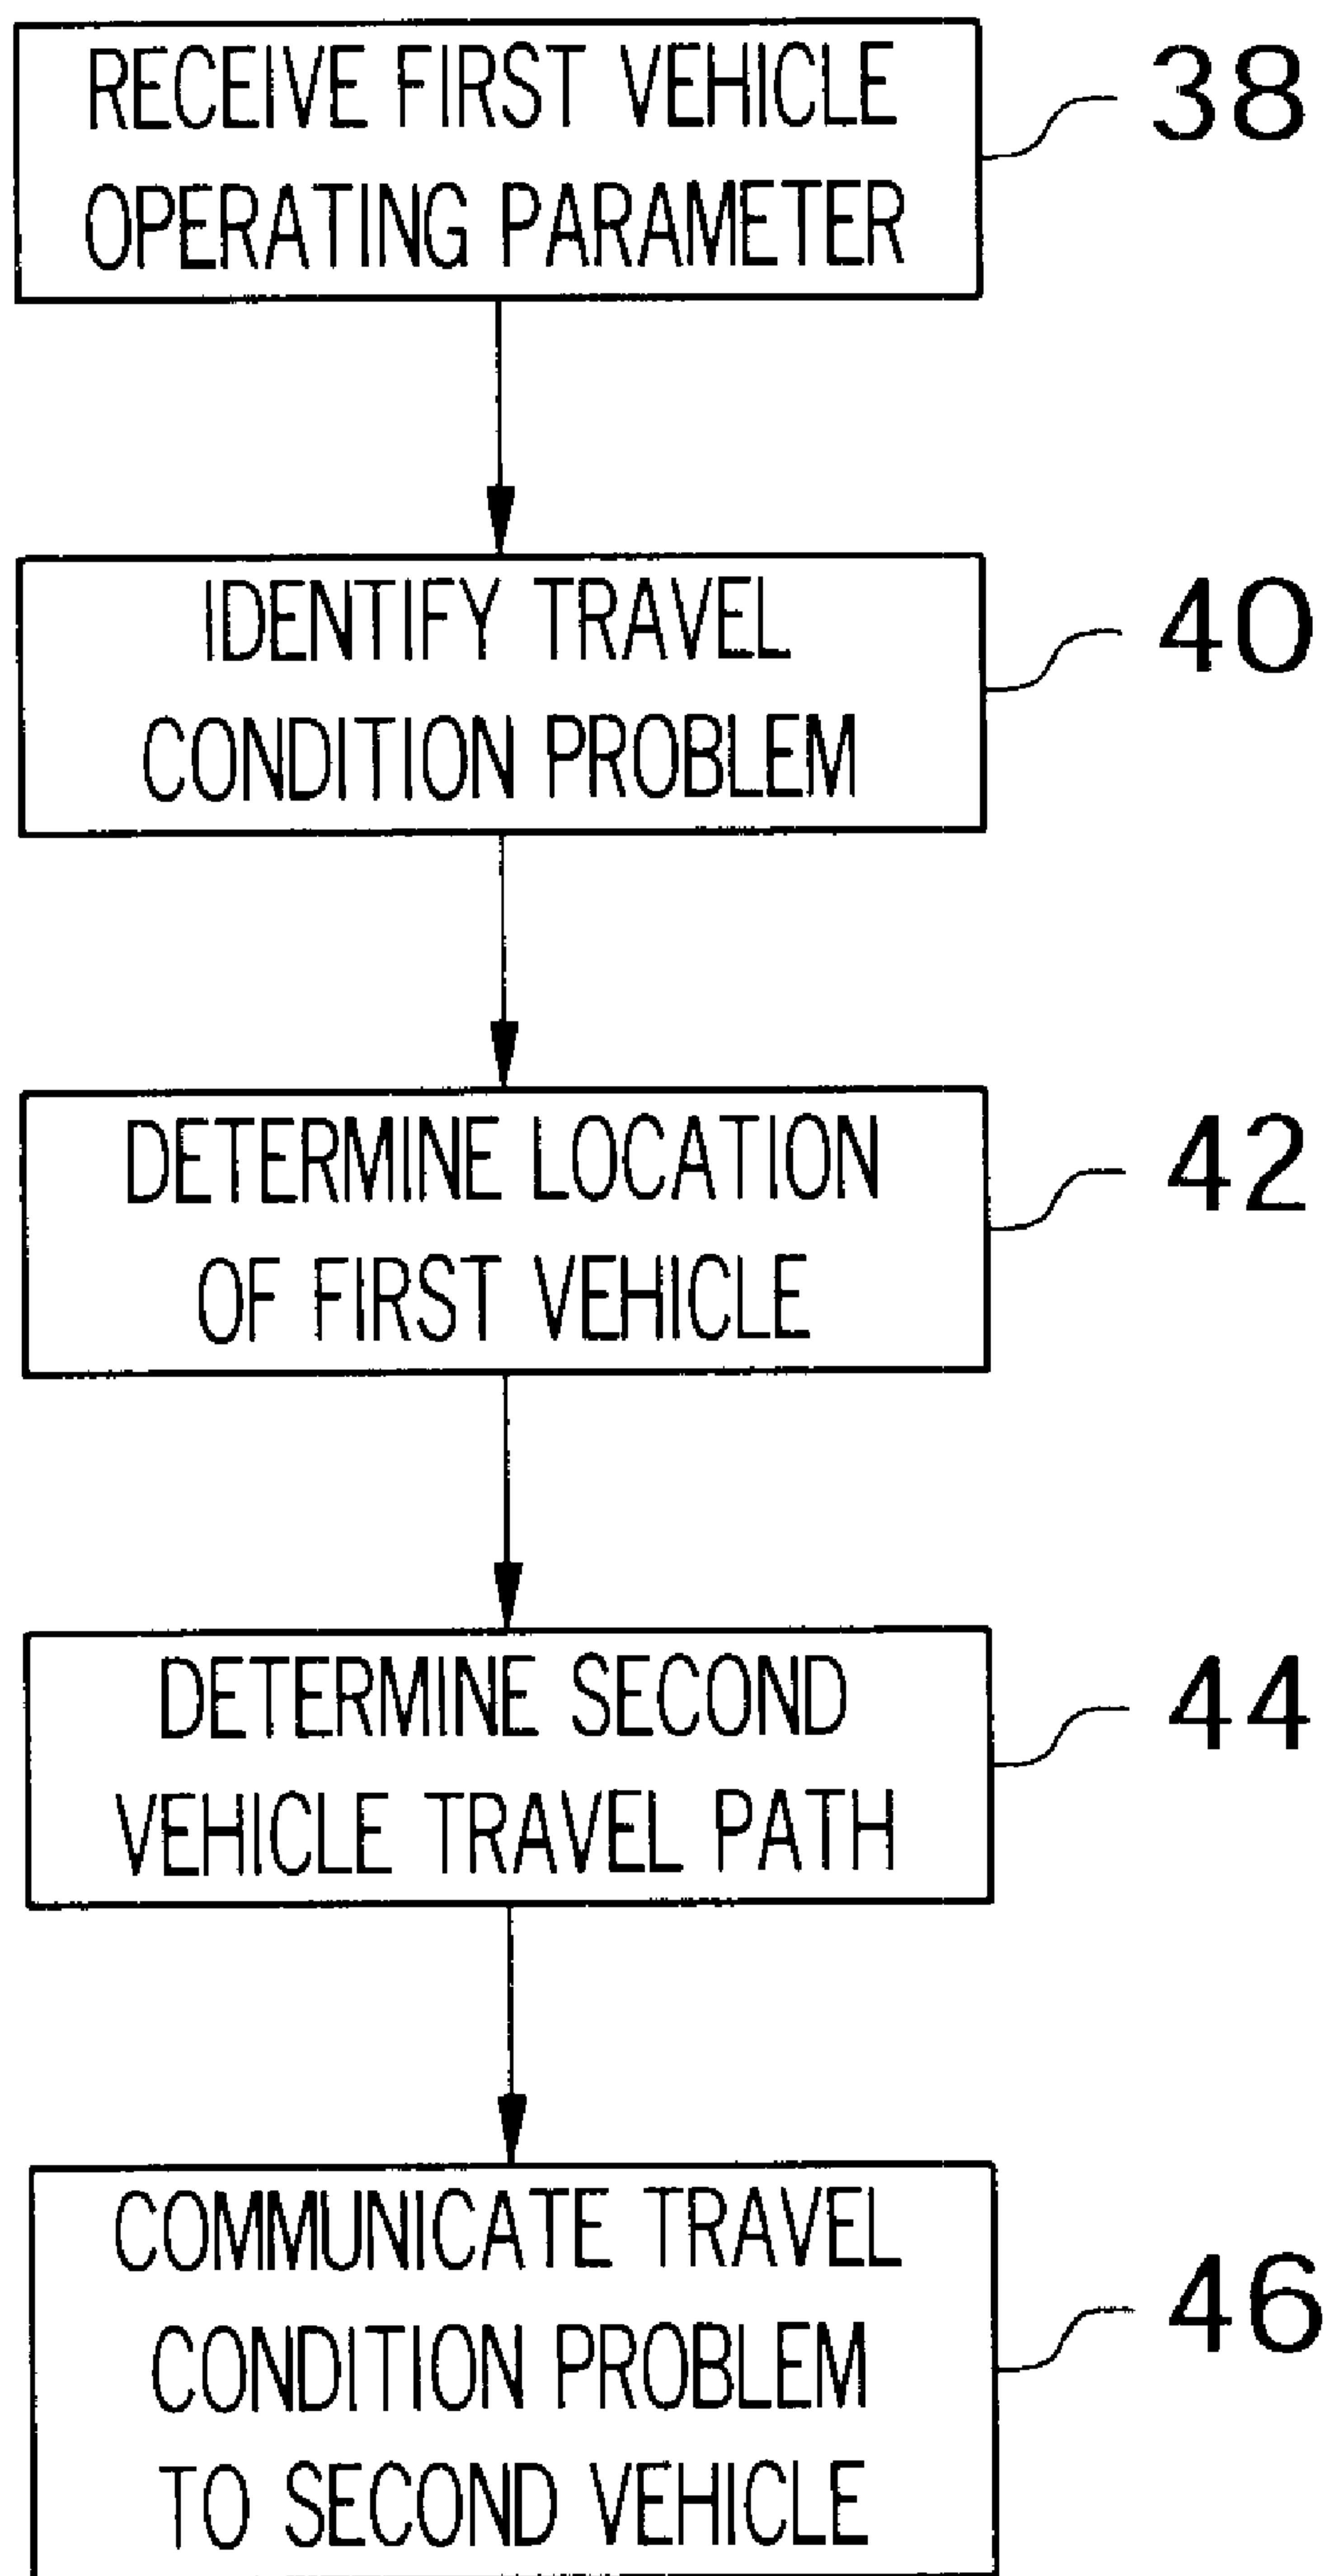 RECEIVE FIRST VEHICLE
OPERATING PARAMETER
38
IDENTIFY TRAVEL
CONDITION PROBLEM
40
DETERMINE LOCATION
OF FIRST VEHICLE
42
DETERMINE SECOND
VEHICLE TRAVEL PATH
44
COMMUNICATE TRAVEL
CONDITION PROBLEM
TO SECOND VEHICLE
46